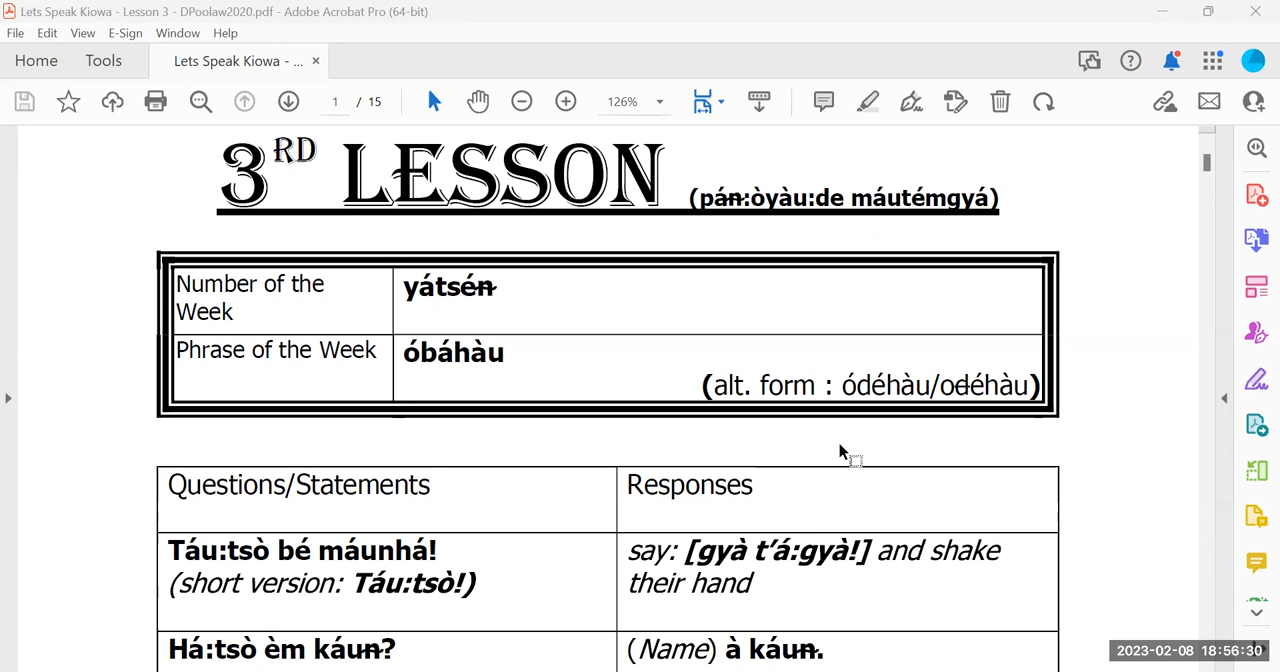 Lets Speak Kiowa - Lesson 3 - DPoolaw2020.pdf - Adobe Acrobat Pro (64-bit)
File Edit View E-Sign Window Help
Home Tools Lets Speak Kiowa - ... ×
1 / 15 126%
3RD LESSON (pán̶:òyàu:de máutémgyá)
Number of the Week yátsén̶
Phrase of the Week óbáhàu
(alt. form : ódéhàu/od̶éhàu)
Questions/Statements Responses
Táu:tsò bé máunhá! say: [gyà t’á:gyà!] and shake
(short version: Táu:tsò!) their hand
Há:tsò èm káun̶? (Name) à káun̶.
2023-02-08 18:56:30